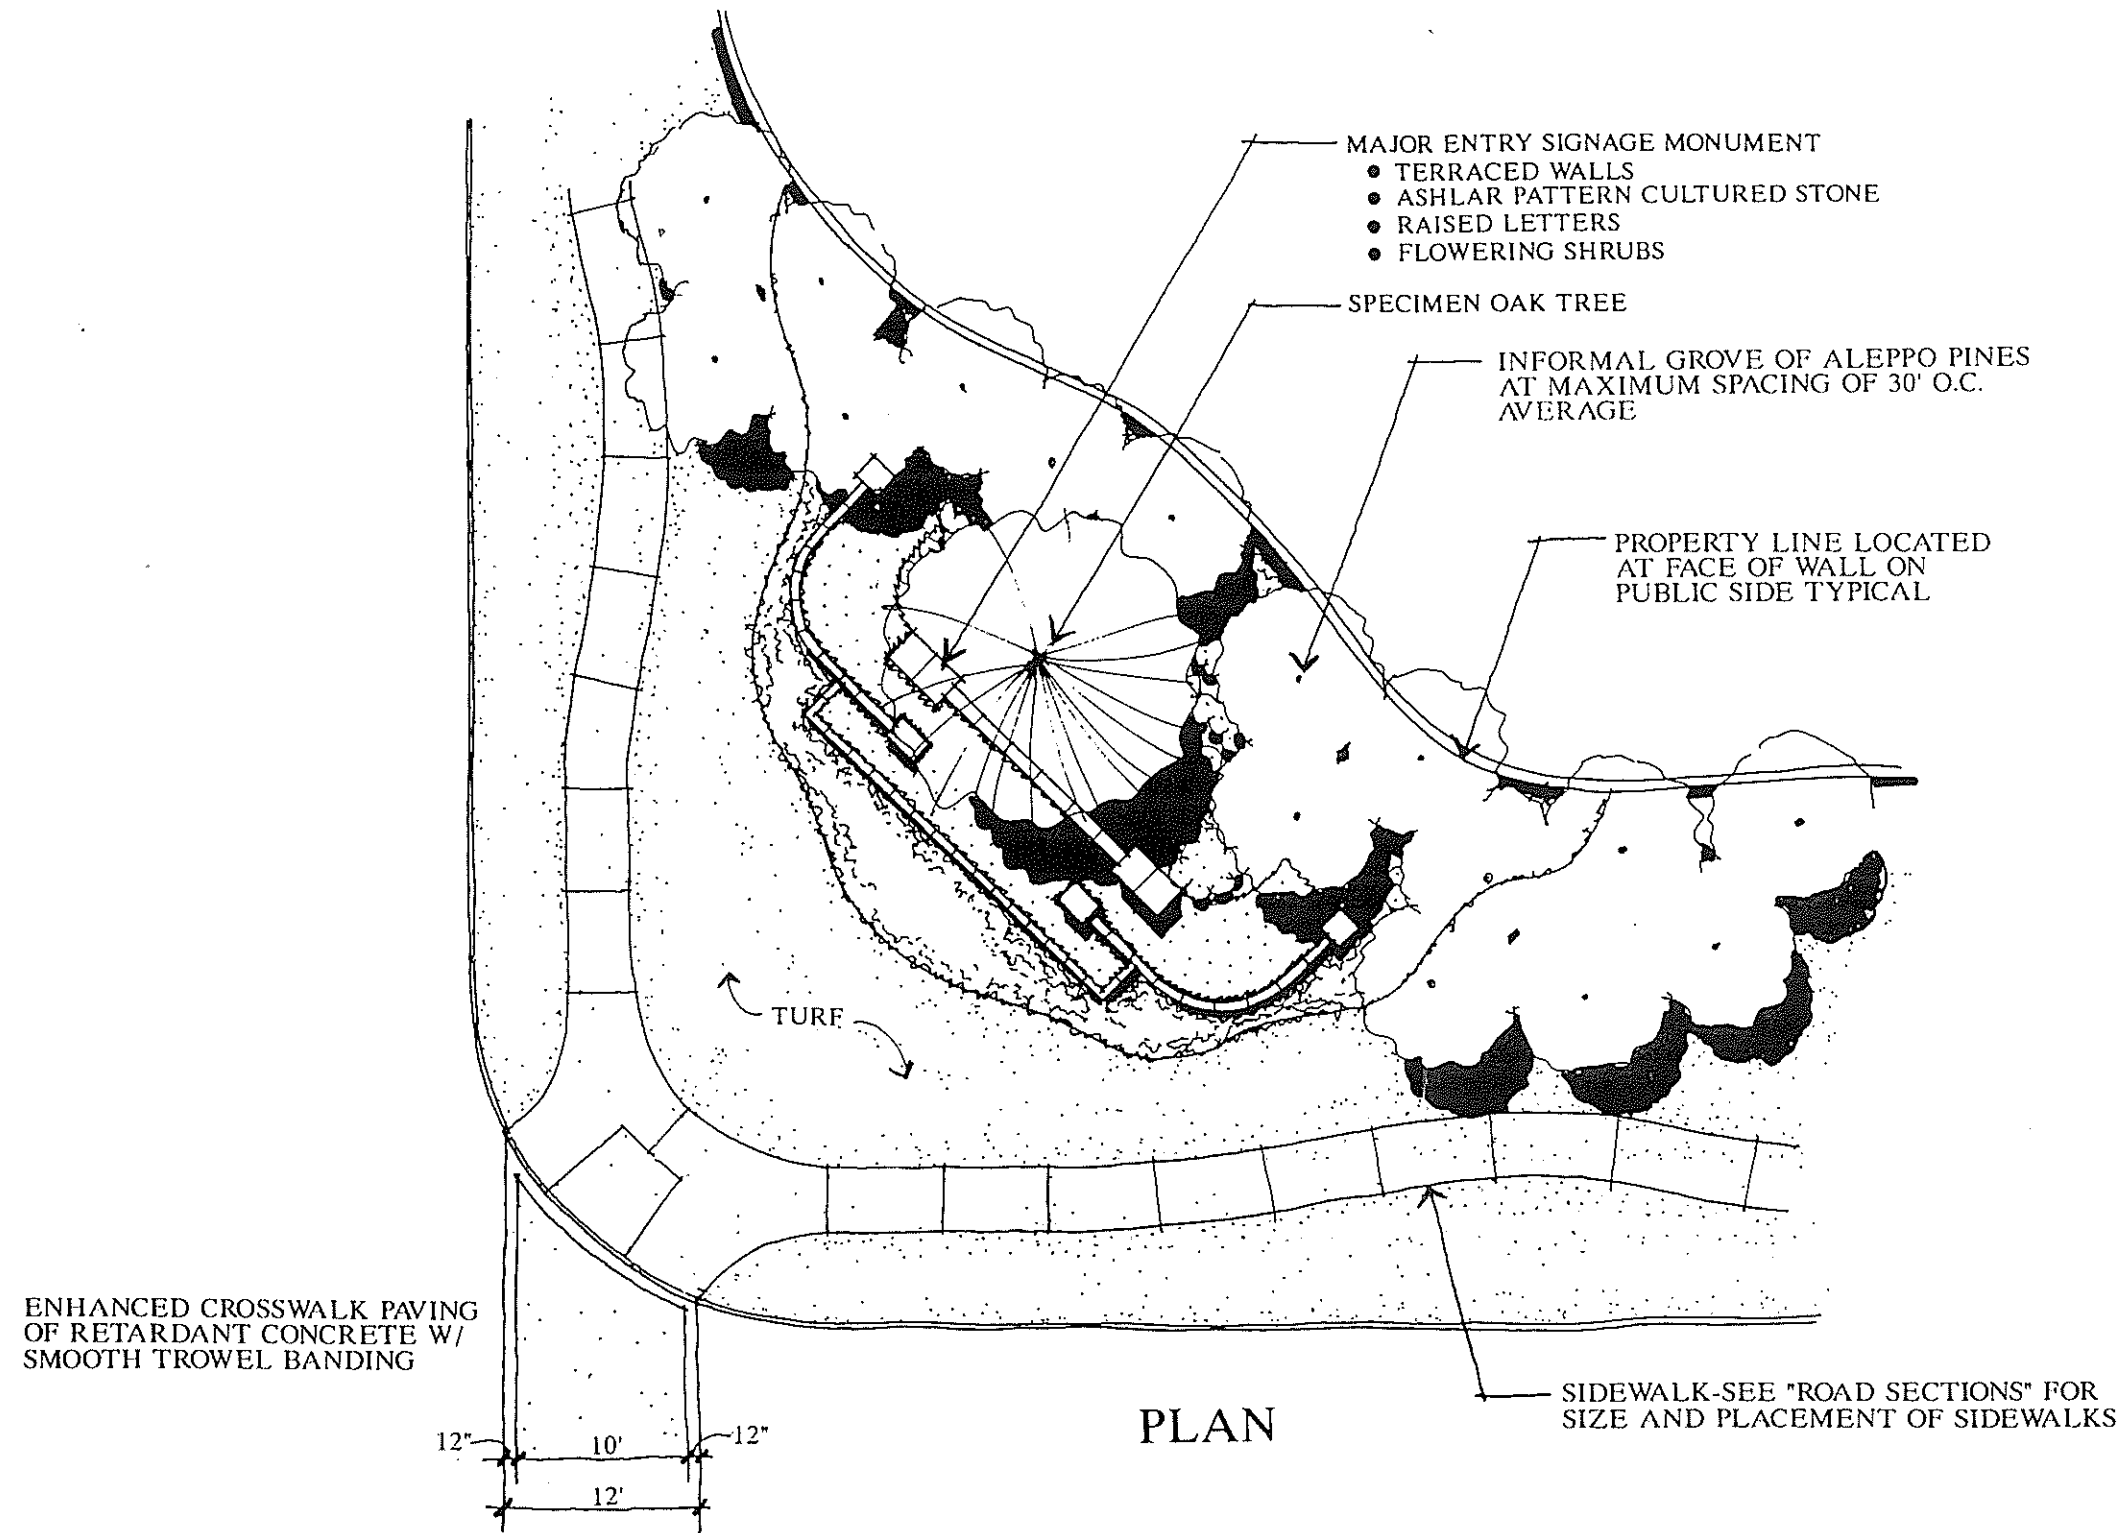 MAJOR ENTRY SIGNAGE MONUMENT
• TERRACED WALLS
• ASHLAR PATTERN CULTURED STONE
• RAISED LETTERS
• FLOWERING SHRUBS
SPECIMEN OAK TREE
INFORMAL GROVE OF ALEPPO PINES
AT MAXIMUM SPACING OF 30' O.C.
AVERAGE
PROPERTY LINE LOCATED
AT FACE OF WALL ON
PUBLIC SIDE TYPICAL
TURF
ENHANCED CROSSWALK PAVING
OF RETARDANT CONCRETE W/
SMOOTH TROWEL BANDING
SIDEWALK-SEE "ROAD SECTIONS" FOR
SIZE AND PLACEMENT OF SIDEWALKS
PLAN
12" 10' 12"
12'